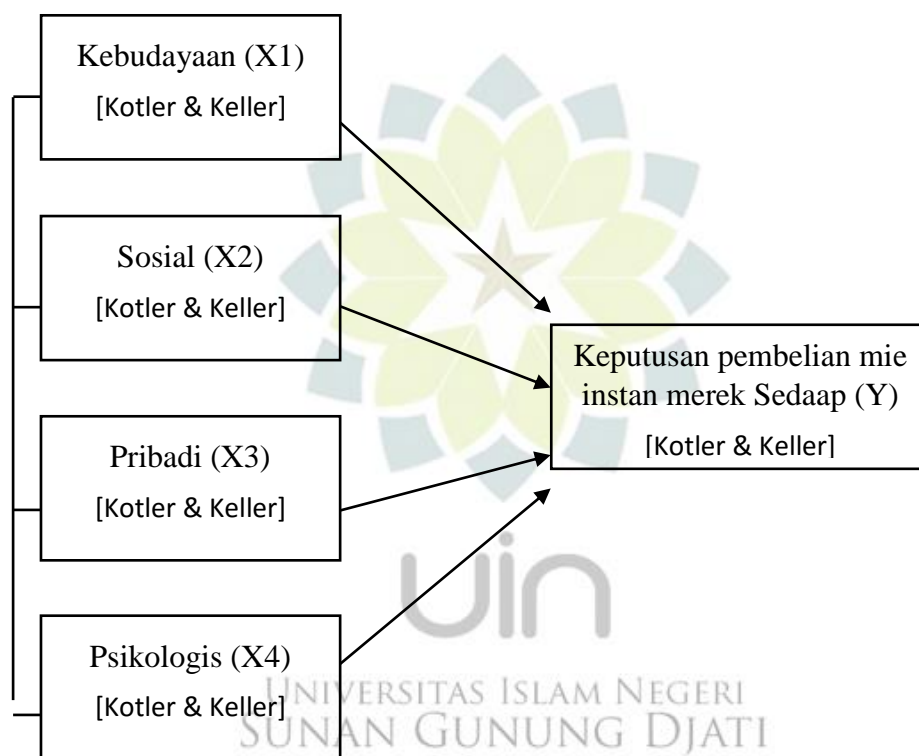 Kebudayaan (X1)
[Kotler & Keller]
Sosial (X2)
[Kotler & Keller]
Keputusan pembelian mie
instan merek Sedaap (Y)
[Kotler & Keller]
Pribadi (X3)
[Kotler & Keller]
Psikologis (X4)
[Kotler & Keller]
uin
UNIVERSITAS ISLAM NEGERI
SUNAN GUNUNG DJATI